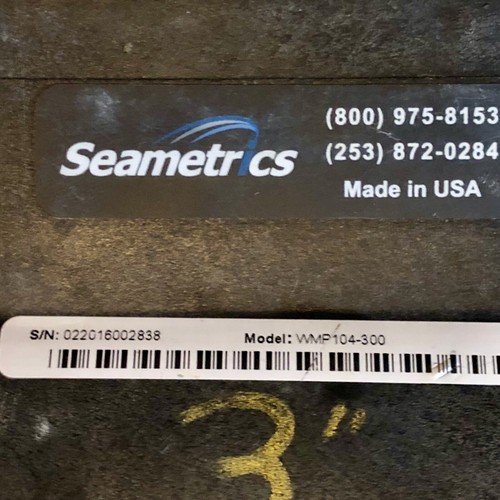 (800) 975-8153
Seametrics
(253) 872-0284
Made in USA
S/N: 022016002838 Model: WMP104-300
3"